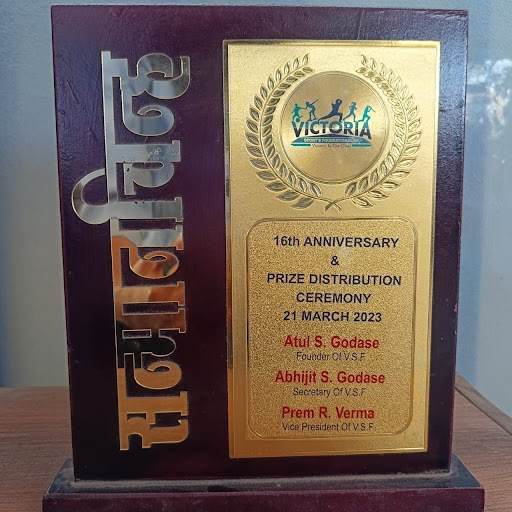 सन्मानचिन्ह
VICTORIA
SPORTS FOUNDATION
16th ANNIVERSARY
&
PRIZE DISTRIBUTION
CEREMONY
21 MARCH 2023
Atul S. Godase
Founder Of V.S.F
Abhijit S. Godase
Secretary Of V.S.F
Prem R. Verma
Vice President Of V.S.F.